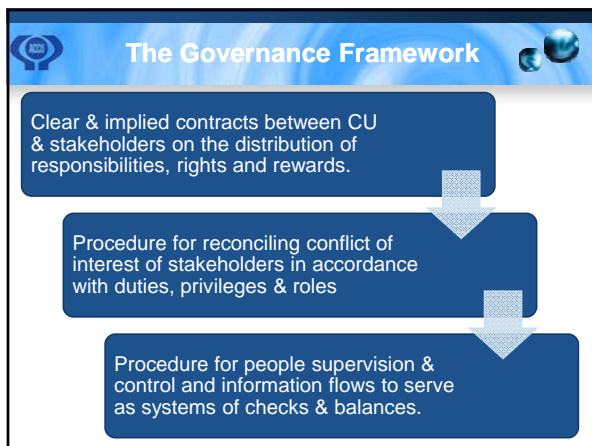 ACCU
The Governance Framework
Clear & implied contracts between CU
& stakeholders on the distribution of
responsibilities, rights and rewards.
Procedure for reconciling conflict of
interest of stakeholders in accordance
with duties, privileges & roles
Procedure for people supervision &
control and information flows to serve
as systems of checks & balances.